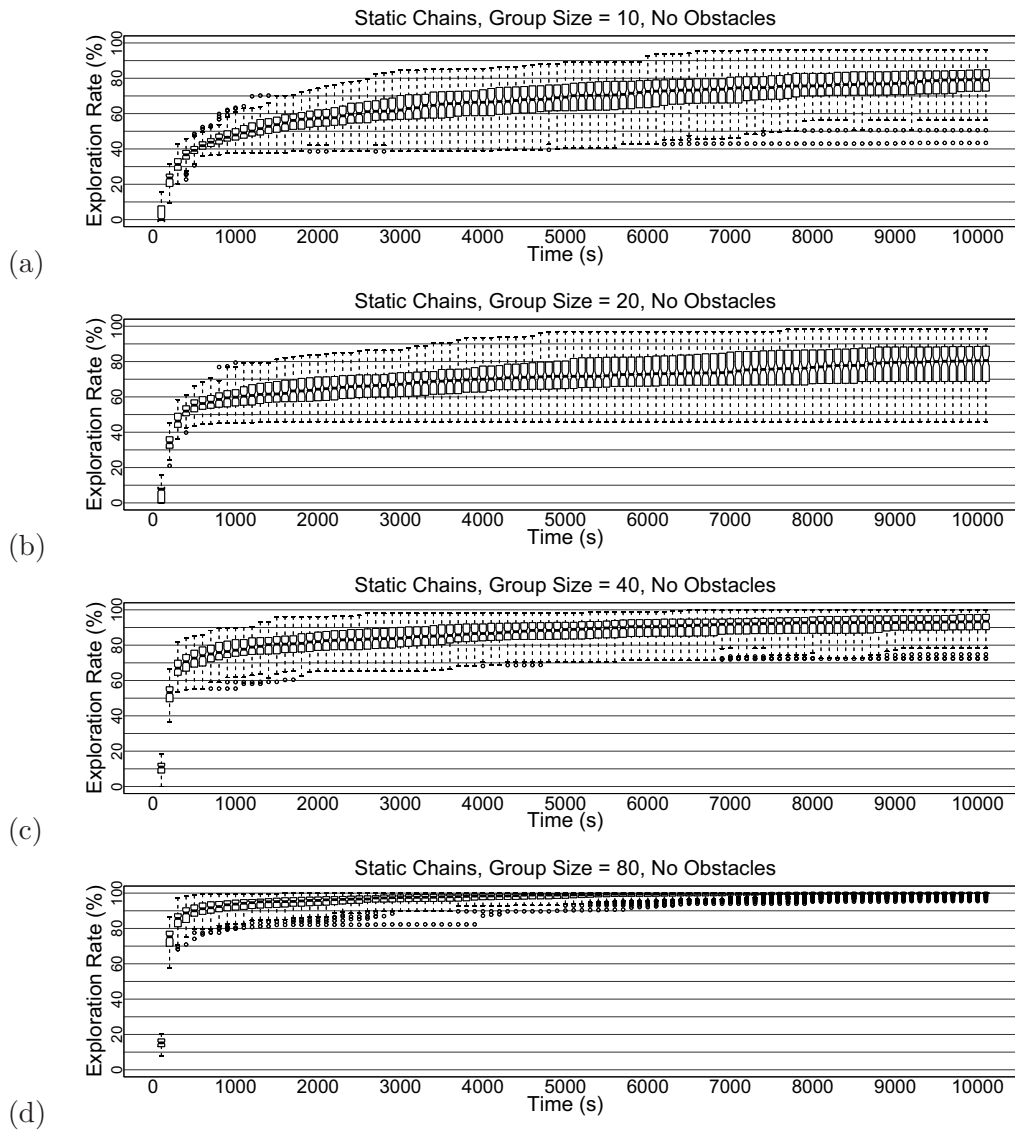 Static Chains, Group Size = 10, No Obstacles
Exploration Rate (%)
100
80
60
40
20
0
0 1000 2000 3000 4000 5000 6000 7000 8000 9000 10000
Time (s)
(a)
Static Chains, Group Size = 20, No Obstacles
Exploration Rate (%)
100
80
60
40
20
0
0 1000 2000 3000 4000 5000 6000 7000 8000 9000 10000
Time (s)
(b)
Static Chains, Group Size = 40, No Obstacles
Exploration Rate (%)
100
80
60
40
20
0
0 1000 2000 3000 4000 5000 6000 7000 8000 9000 10000
Time (s)
(c)
Static Chains, Group Size = 80, No Obstacles
Exploration Rate (%)
100
80
60
40
20
0
0 1000 2000 3000 4000 5000 6000 7000 8000 9000 10000
Time (s)
(d)